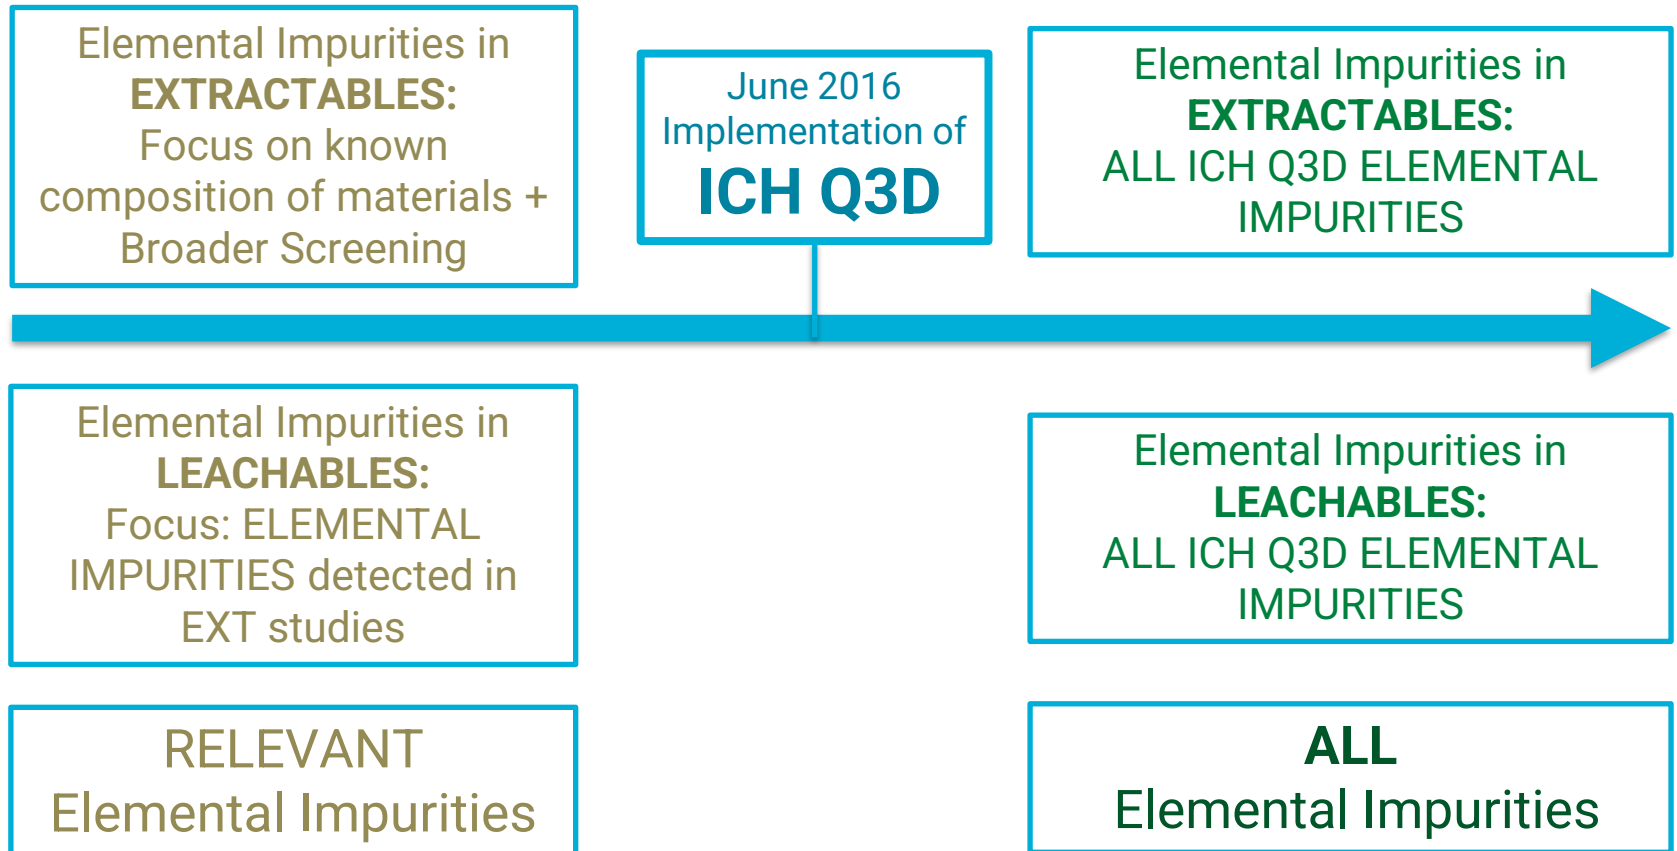 Elemental Impurities in
EXTRACTABLES:
Focus on known
composition of materials +
Broader Screening
June 2016
Implementation of
ICH Q3D
Elemental Impurities in
EXTRACTABLES:
ALL ICH Q3D ELEMENTAL
IMPURITIES
Elemental Impurities in
LEACHABLES:
Focus: ELEMENTAL
IMPURITIES detected in
EXT studies
Elemental Impurities in
LEACHABLES:
ALL ICH Q3D ELEMENTAL
IMPURITIES
RELEVANT
Elemental Impurities
ALL
Elemental Impurities